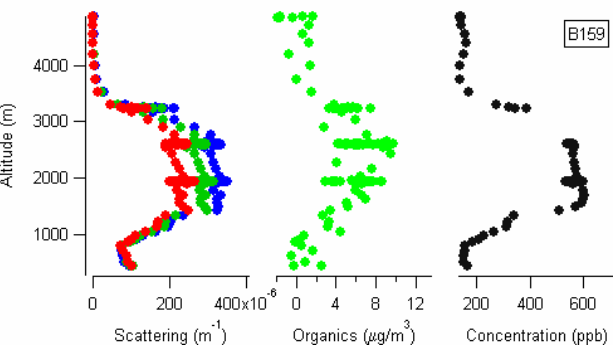 B159
4000
3000
2000
1000
Altitude (m)
0 200 400x10⁻⁶
0 4 8 12
200 400 600
Scattering (m⁻¹) Organics (μg/m³) Concentration (ppb)